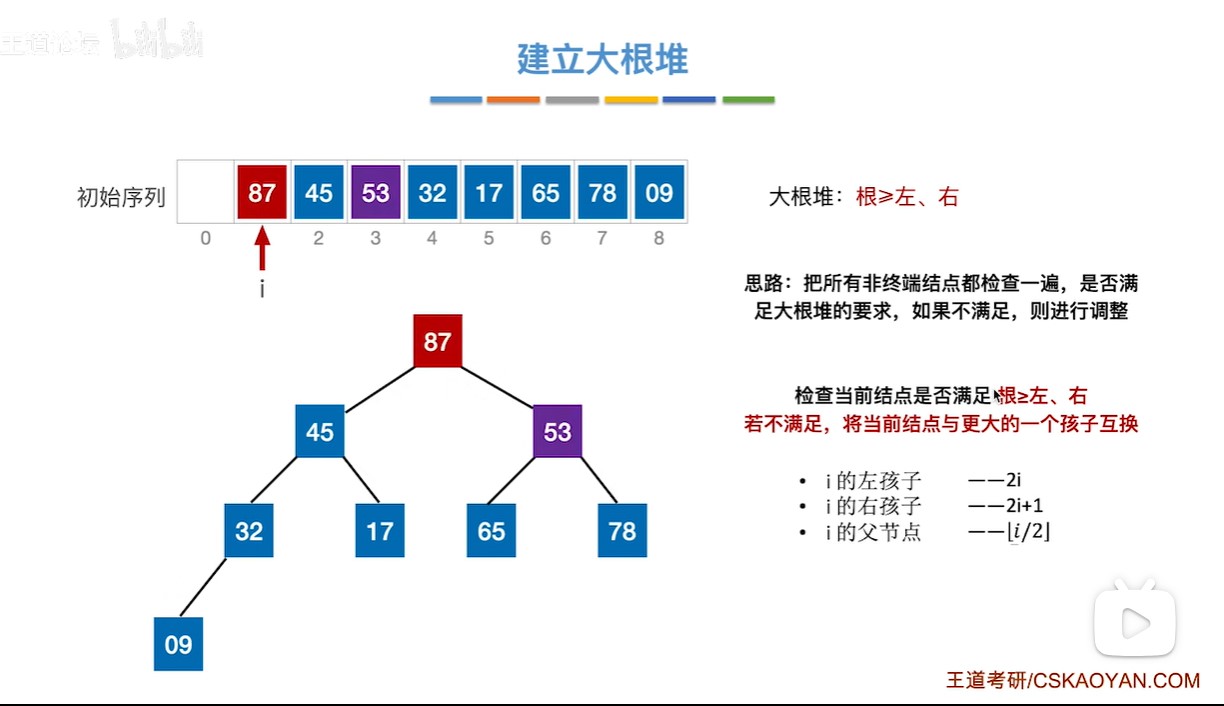 王道论坛 bilibili
建立大根堆
初始序列 87 45 53 32 17 65 78 09
0 2 3 4 5 6 7 8
i
大根堆：根≥左、右
思路：把所有非终端结点都检查一遍，是否满
足大根堆的要求，如果不满足，则进行调整
87
45 53
32 17 65 78
09
检查当前结点是否满足 根≥左、右
若不满足，将当前结点与更大的一个孩子互换
• i 的左孩子 ——2i
• i 的右孩子 ——2i+1
• i 的父节点 ——⌊i/2⌋
王道考研/CSKAOYAN.COM